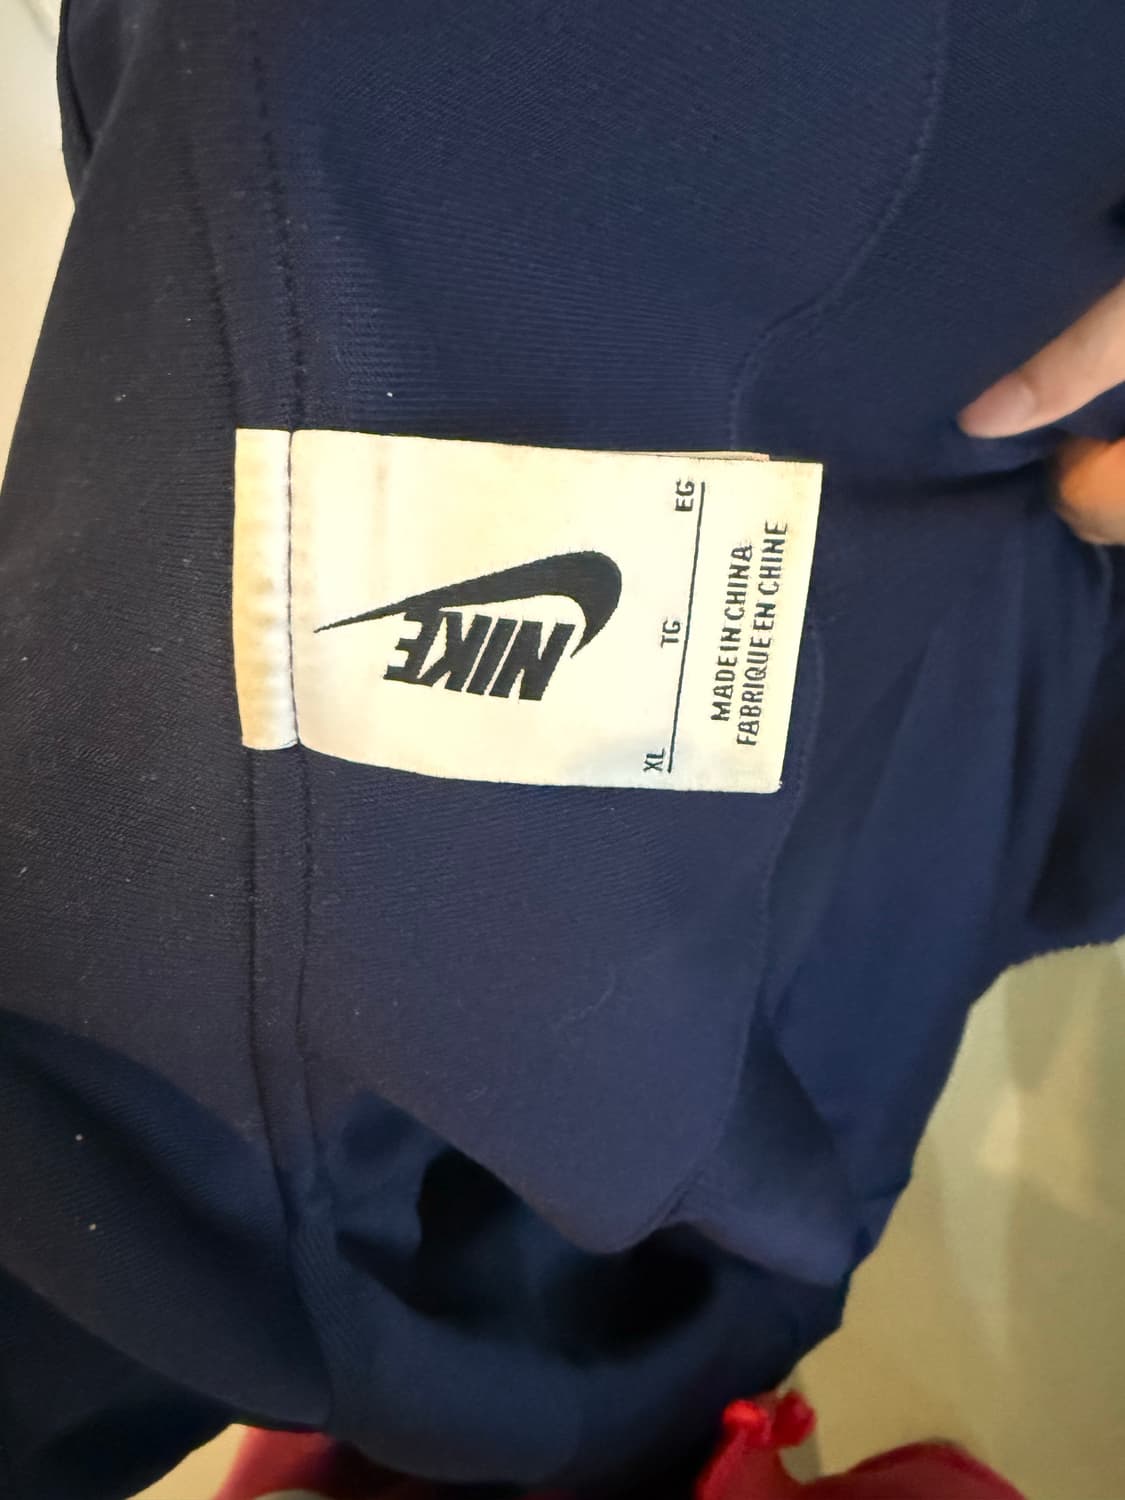 NIKE
XL TG EG
MADE IN CHINA
FABRIQUE EN CHINE